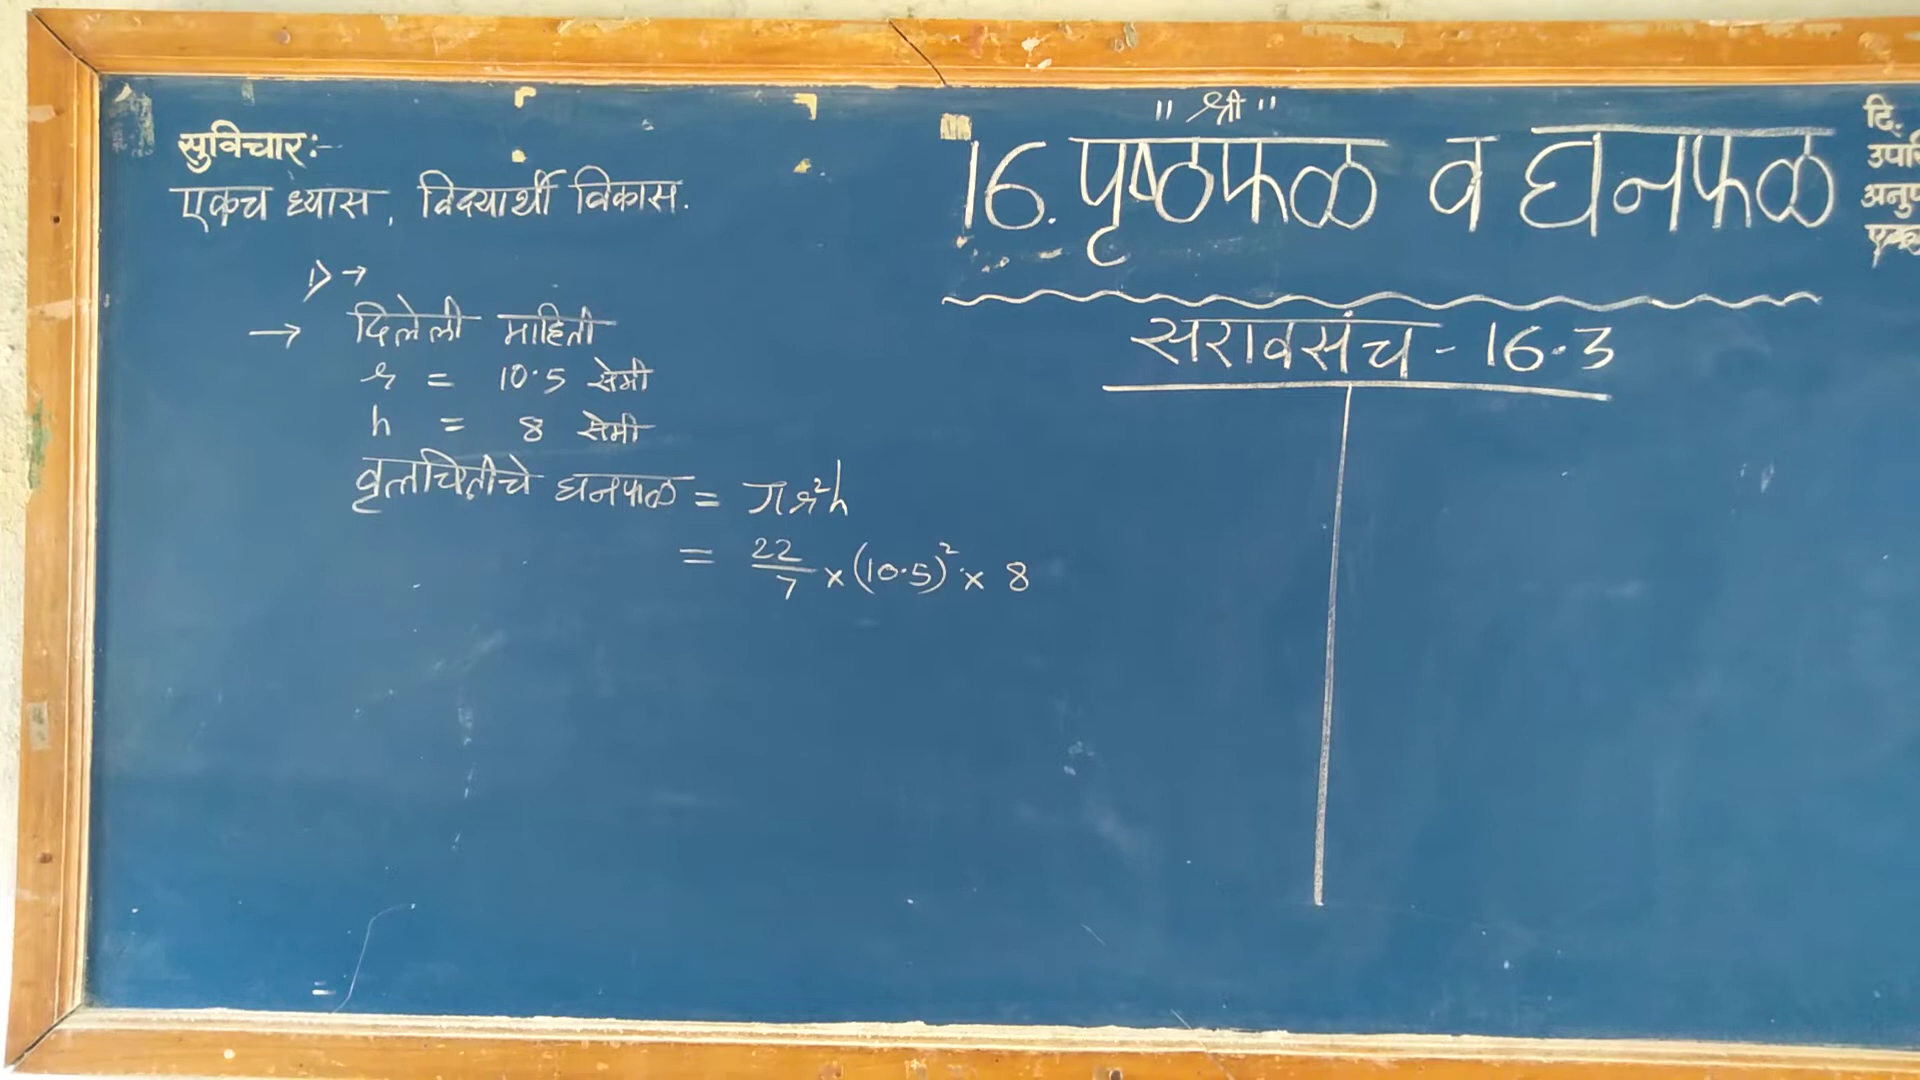 सुविचार:-
एकच ध्यास, विद्यार्थी विकास.
1) →
→ दिलेली माहिती
r = 10.5 सेमी
h = 8 सेमी
वृत्तचितीचे घनफळ = πr²h
= 22/7 × (10.5)² × 8
" श्री "
16. पृष्ठफळ व घनफळ
सरावसंच - 16.3
दि.